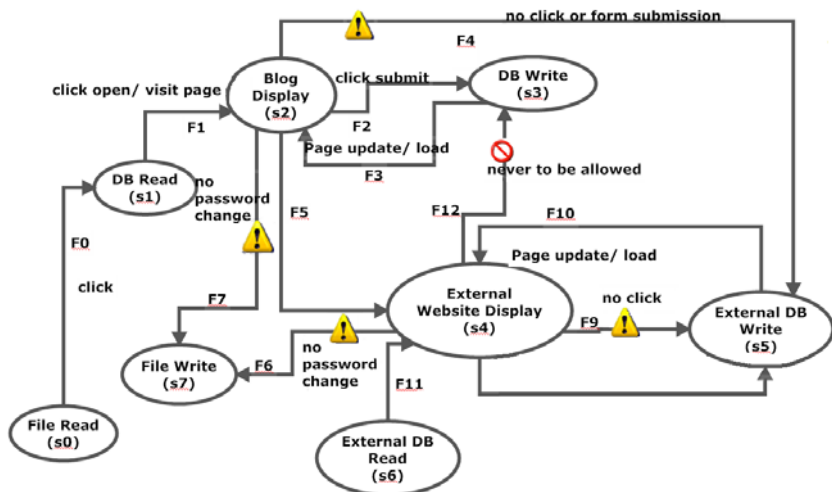 no click or form submission
F4
Blog
Display
(s2)
click submit
DB Write
(s3)
click open/ visit page
F1
F2
Page update/ load
F3
never to be allowed
DB Read
(s1)
no
password
change
F5
F12
F10
F0
Page update/ load
click
External
Website Display
(s4)
no click
F7
F9
External DB
Write
(s5)
File Write
(s7)
F6
no
password
change
F11
File Read
(s0)
External DB
Read
(s6)